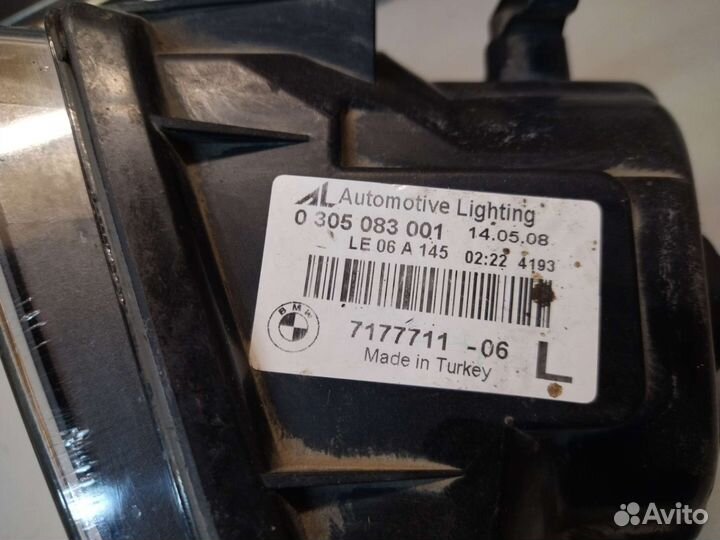 AL Automotive Lighting
0 305 083 001 14.05.08
LE 06 A 145 02:22 4193
BMW
7177711 -06 L
Made in Turkey
Avito